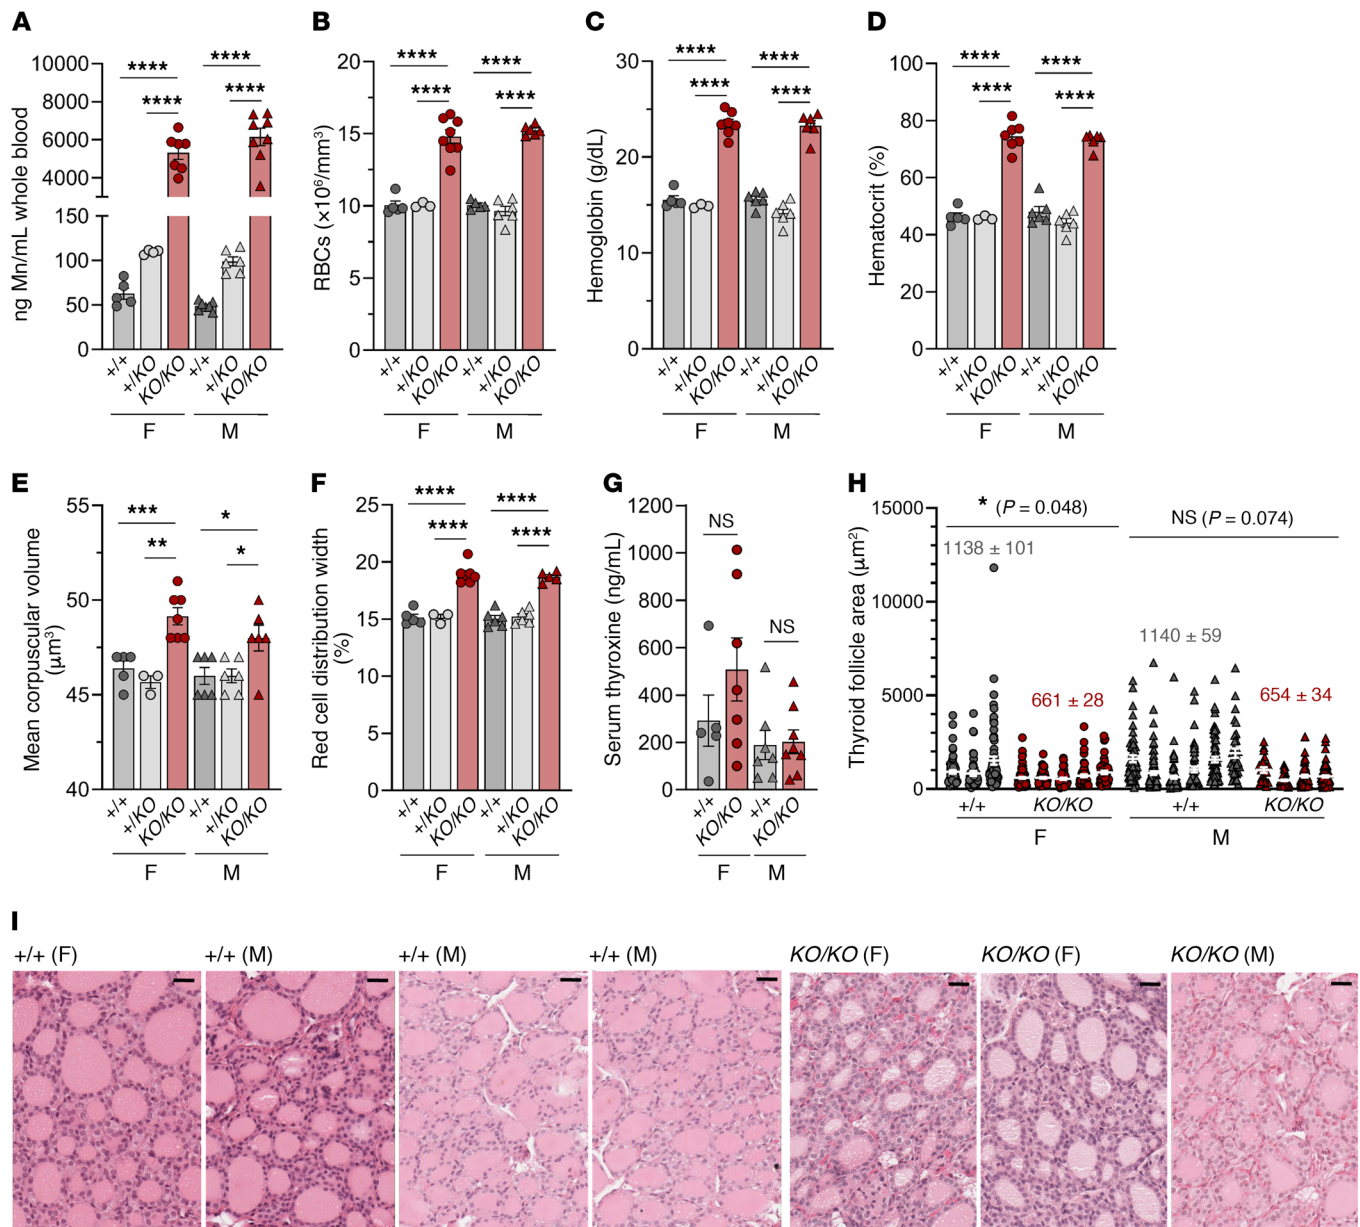 A
ng Mn/mL whole blood
10000
8000
6000
4000
150
100
50
0
****
****
****
****
+/+
+/KO
KO/KO
+/+
+/KO
KO/KO
F
M
B
RBCs (×10⁶/mm³)
20
15
10
5
0
****
****
****
****
+/+
+/KO
KO/KO
+/+
+/KO
KO/KO
F
M
C
Hemoglobin (g/dL)
30
20
10
0
****
****
****
****
+/+
+/KO
KO/KO
+/+
+/KO
KO/KO
F
M
D
Hematocrit (%)
100
80
60
40
20
0
****
****
****
****
+/+
+/KO
KO/KO
+/+
+/KO
KO/KO
F
M
E
Mean corpuscular volume
(μm³)
55
50
45
40
***
**
*
*
+/+
+/KO
KO/KO
+/+
+/KO
KO/KO
F
M
F
Red cell distribution width
(%)
25
20
15
10
5
0
****
****
****
****
+/+
+/KO
KO/KO
+/+
+/KO
KO/KO
F
M
G
Serum thyroxine (ng/mL)
1200
1000
800
600
400
200
0
NS
NS
+/+
KO/KO
+/+
KO/KO
F
M
H
Thyroid follicle area (μm²)
15000
10000
5000
0
* (P = 0.048)
NS (P = 0.074)
1138 ± 101
661 ± 28
1140 ± 59
654 ± 34
+/+
KO/KO
+/+
KO/KO
F
M
I
+/+ (F)
+/+ (M)
+/+ (M)
+/+ (M)
KO/KO (F)
KO/KO (F)
KO/KO (M)